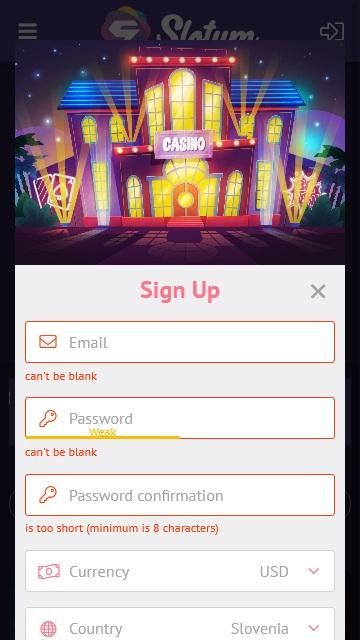 Slotum
CASINO
Sign Up
Email
can't be blank
Password
Weak
can't be blank
Password confirmation
is too short (minimum is 8 characters)
Currency USD
Country Slovenia